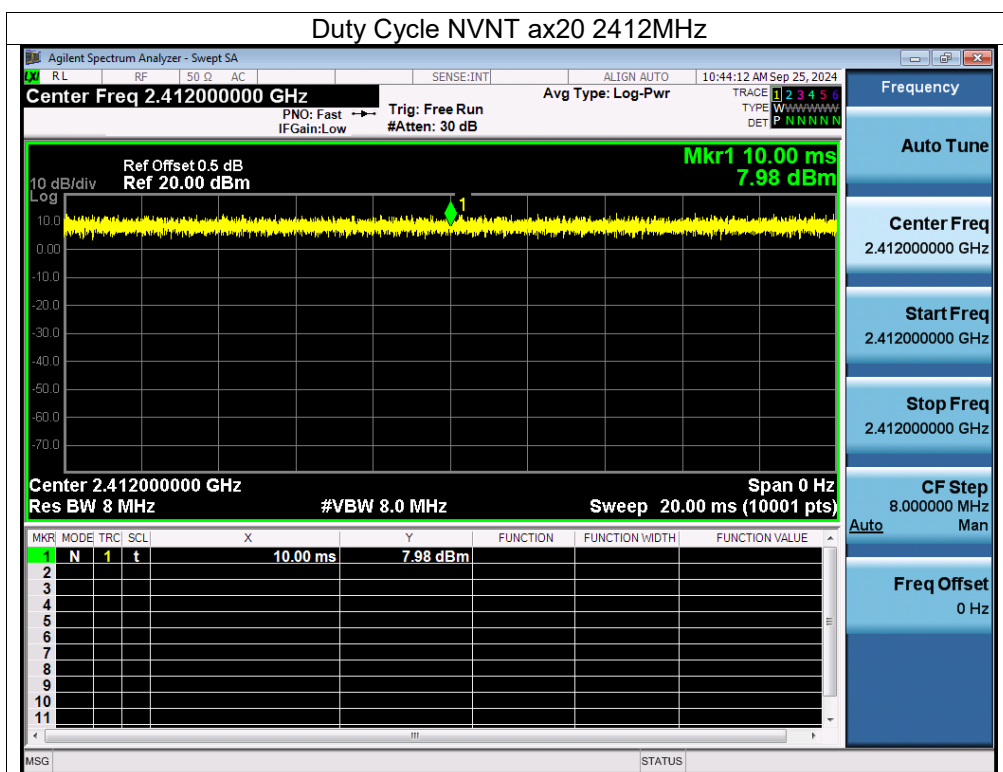 Duty Cycle NVNT ax20 2412MHz
Agilent Spectrum Analyzer - Swept SA
LXI RL RF 50 Ω AC SENSE:INT ALIGN AUTO 10:44:12 AM Sep 25, 2024
Center Freq 2.412000000 GHz Avg Type: Log-Pwr TRACE 1 2 3 4 5 6
PNO: Fast Trig: Free Run TYPE WWWWWWW
IFGain:Low #Atten: 30 dB DET P N N N N N
Frequency
Auto Tune
Mkr1 10.00 ms
Ref Offset 0.5 dB
10 dB/div Ref 20.00 dBm 7.98 dBm
Log
1
10.0
0.00
-10.0
-20.0
-30.0
-40.0
-50.0
-60.0
-70.0
Center Freq
2.412000000 GHz
Start Freq
2.412000000 GHz
Stop Freq
2.412000000 GHz
CF Step
8.000000 MHz
Auto Man
Freq Offset
0 Hz
Center 2.412000000 GHz Span 0 Hz
Res BW 8 MHz #VBW 8.0 MHz Sweep 20.00 ms (10001 pts)
MKR MODE TRC SCL X Y FUNCTION FUNCTION WIDTH FUNCTION VALUE
1 N 1 t 10.00 ms 7.98 dBm
2
3
4
5
6
7
8
9
10
11
MSG STATUS